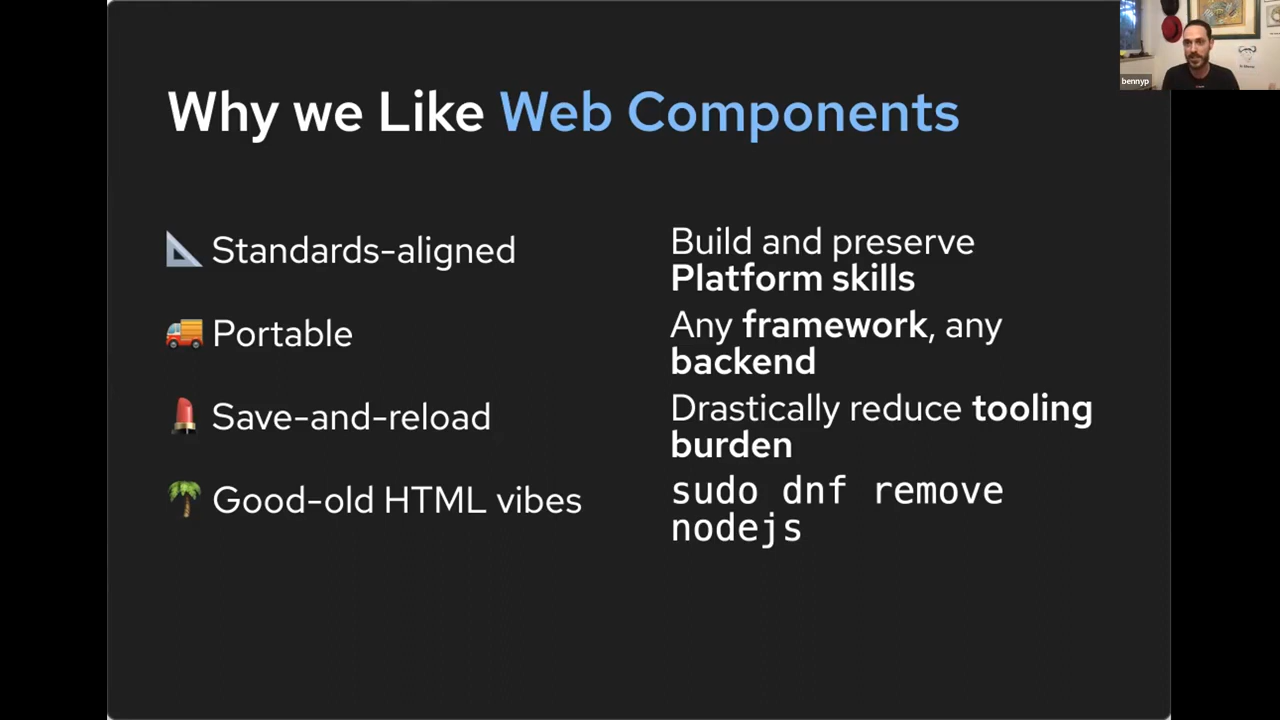 Why we Like Web Components
📐 Standards-aligned
Build and preserve
Platform skills
🚚 Portable
Any framework, any
backend
💄 Save-and-reload
Drastically reduce tooling
burden
🌴 Good-old HTML vibes
sudo dnf remove
nodejs
bennyp